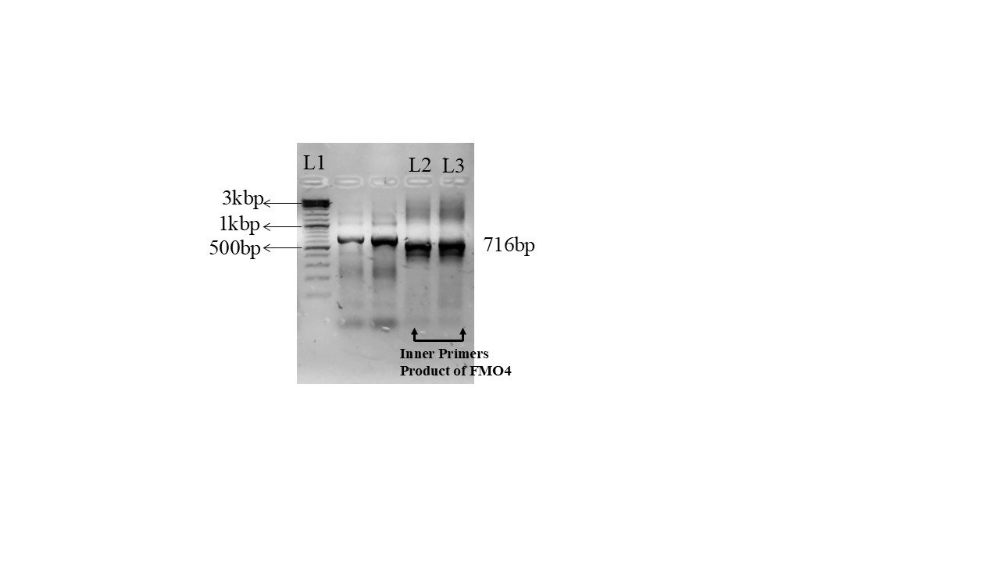 L1
L2
L3
3kbp
1kbp
500bp
716bp
Inner Primers
Product of FMO4